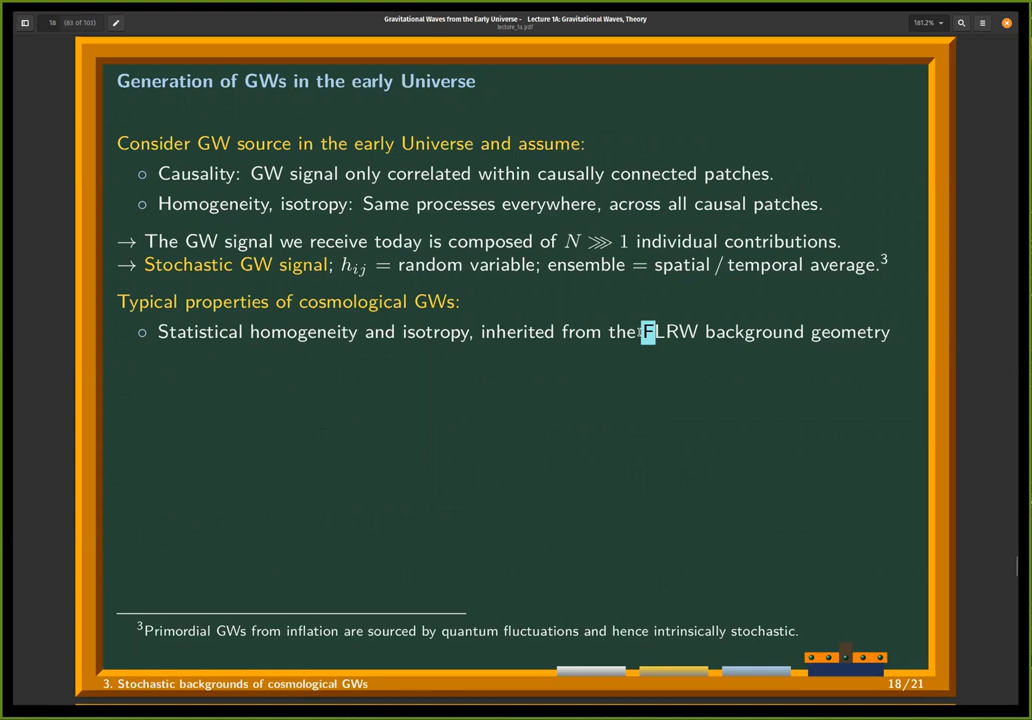 18 (83 of 103)
Gravitational Waves from the Early Universe - Lecture 1A: Gravitational Waves, Theory
lecture_1a.pdf
181.2%
Generation of GWs in the early Universe
Consider GW source in the early Universe and assume:
◦ Causality: GW signal only correlated within causally connected patches.
◦ Homogeneity, isotropy: Same processes everywhere, across all causal patches.
→ The GW signal we receive today is composed of N ⋙ 1 individual contributions.
→ Stochastic GW signal; h_{ij} = random variable; ensemble = spatial / temporal average.³
Typical properties of cosmological GWs:
◦ Statistical homogeneity and isotropy, inherited from the FLRW background geometry
³Primordial GWs from inflation are sourced by quantum fluctuations and hence intrinsically stochastic.
3. Stochastic backgrounds of cosmological GWs 18/21